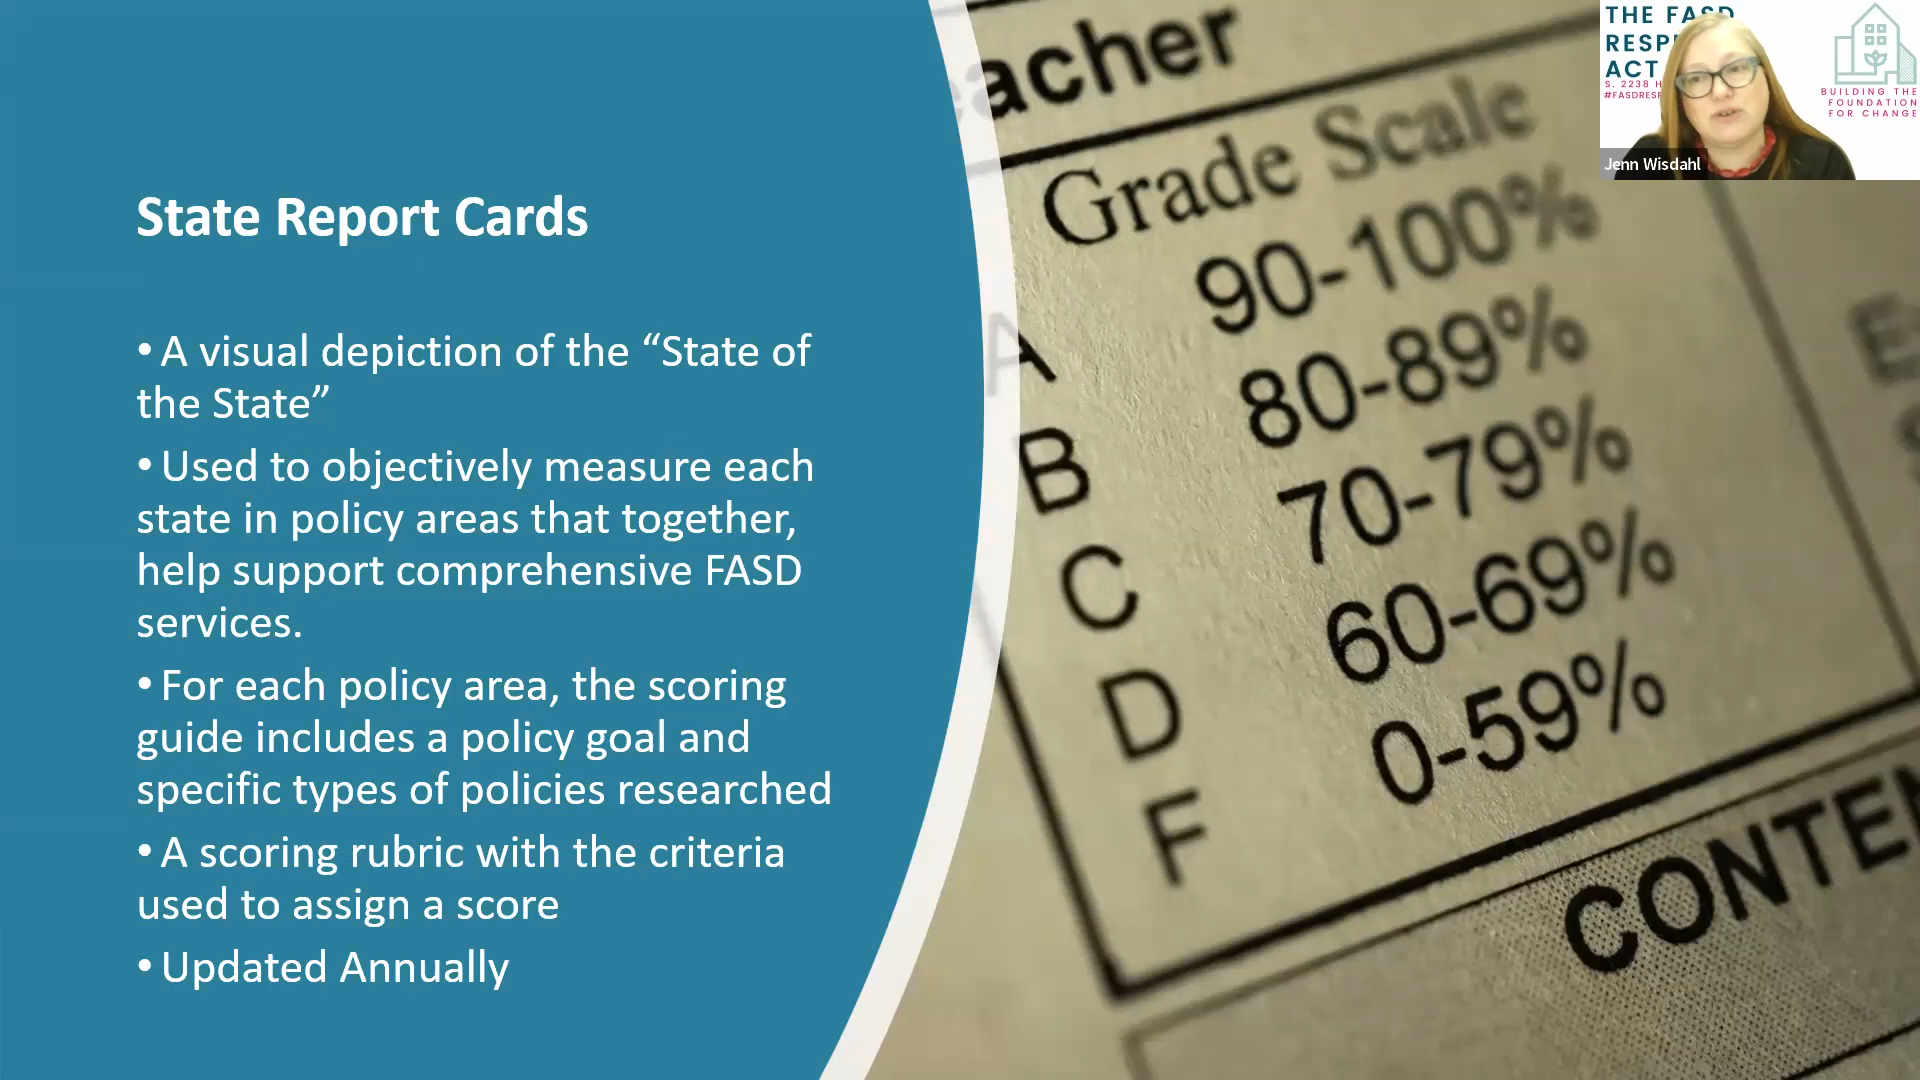 State Report Cards
• A visual depiction of the “State of
the State”
• Used to objectively measure each
state in policy areas that together,
help support comprehensive FASD
services.
• For each policy area, the scoring
guide includes a policy goal and
specific types of policies researched
• A scoring rubric with the criteria
used to assign a score
• Updated Annually
eacher
Grade Scale
A 90-100%
B 80-89%
C 70-79%
D 60-69%
F 0-59%
CONTEN
THE FASD
RESP
ACT
S. 2238 H
#FASDRESP
BUILDING THE
FOUNDATION
FOR CHANGE
Jenn Wisdahl